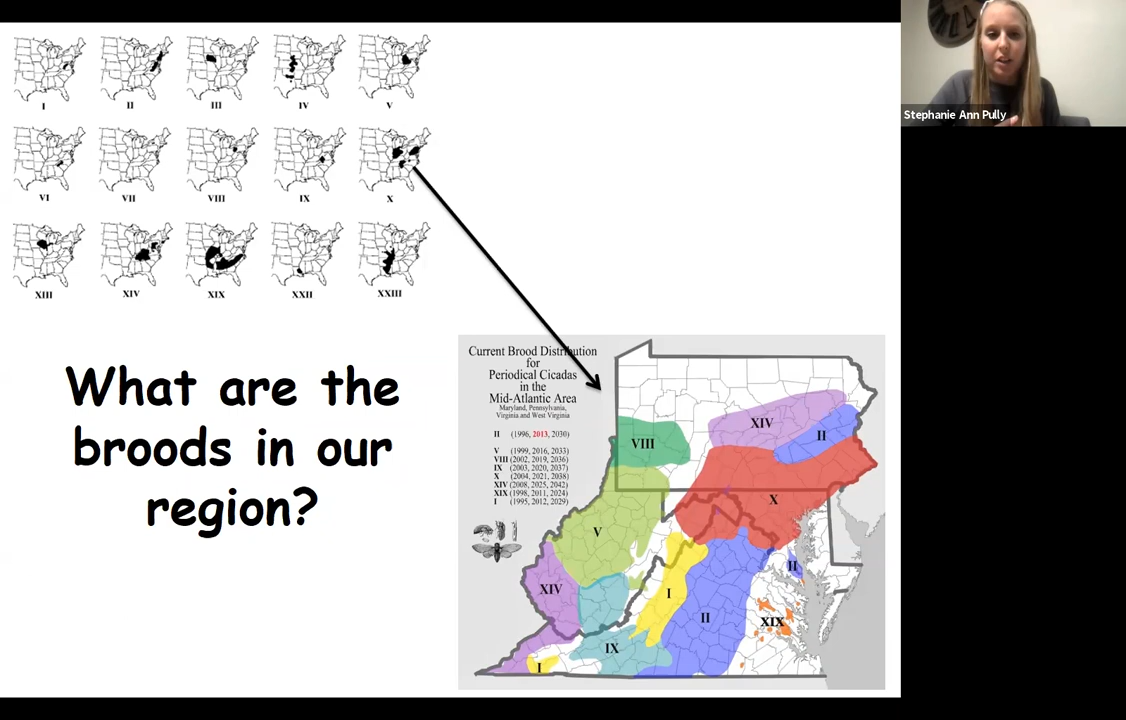 Stephanie Ann Pully
I
II
III
IV
V
VI
VII
VIII
IX
X
XIII
XIV
XIX
XXII
XXIII
What are the
broods in our
region?
Current Brood Distribution
for
Periodical Cicadas
in the
Mid-Atlantic Area
Maryland, Pennsylvania,
Virginia and West Virginia
II (1996, 2013, 2030)
V (1999, 2016, 2033)
VIII (2002, 2019, 2036)
IX (2003, 2020, 2037)
X (2004, 2021, 2038)
XIV (2008, 2025, 2042)
XIX (1998, 2011, 2024)
I (1995, 2012, 2029)
XIV
II
VIII
X
V
II
XIV
I
II
XIX
IX
I